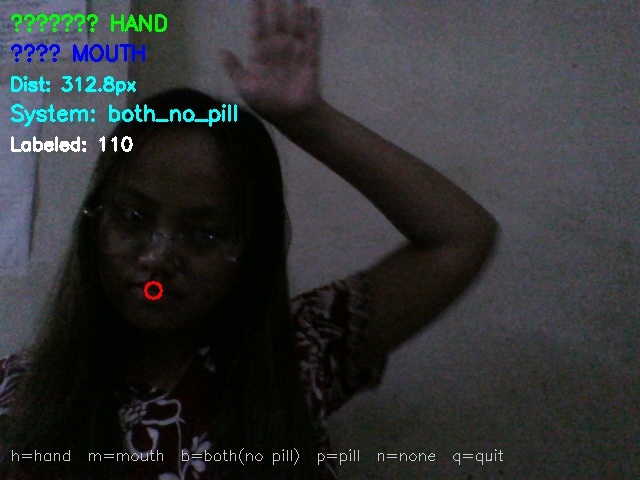 ??????? HAND
???? MOUTH
Dist: 312.8px
System: both_no_pill
Labeled: 110
h=hand m=mouth b=both(no pill) p=pill n=none q=quit